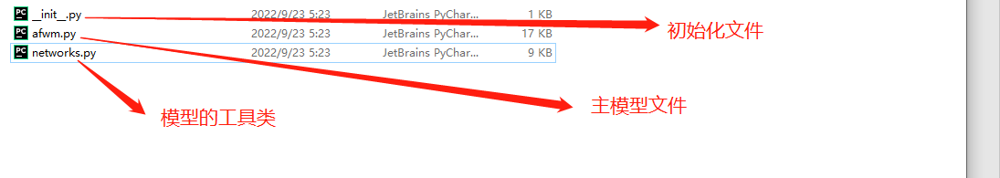 __init__.py 2022/9/23 5:23 JetBrains PyChar... 1 KB
初始化文件
afwm.py 2022/9/23 5:23 JetBrains PyChar... 17 KB
networks.py 2022/9/23 5:23 JetBrains PyChar... 9 KB
主模型文件
模型的工具类